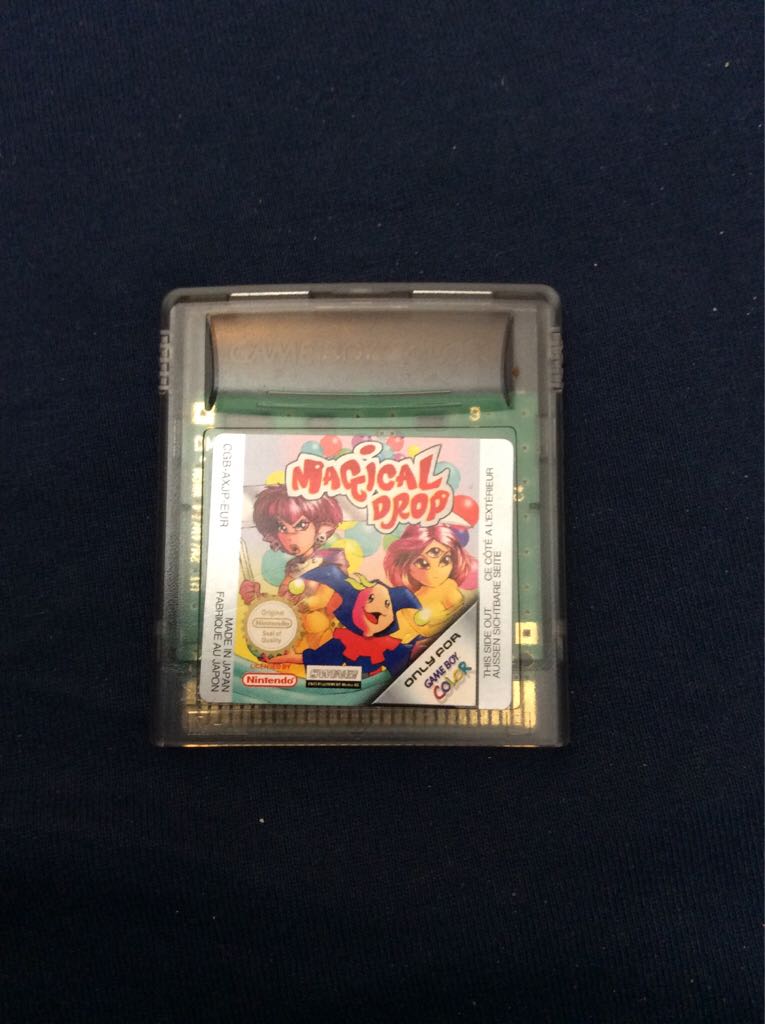 GAME BOY COLOR
MAGICAL
DROP
CGB-AXJP-EUR
MADE IN JAPAN
FABRIQUE AU JAPON
Original
Nintendo
Seal of
Quality
LICENSED BY
Nintendo
ONLY FOR
GAME BOY
COLOR
THIS SIDE OUT CE CÔTÉ A L'EXTÉRIEUR
AUSSEN SICHTBARE SEITE